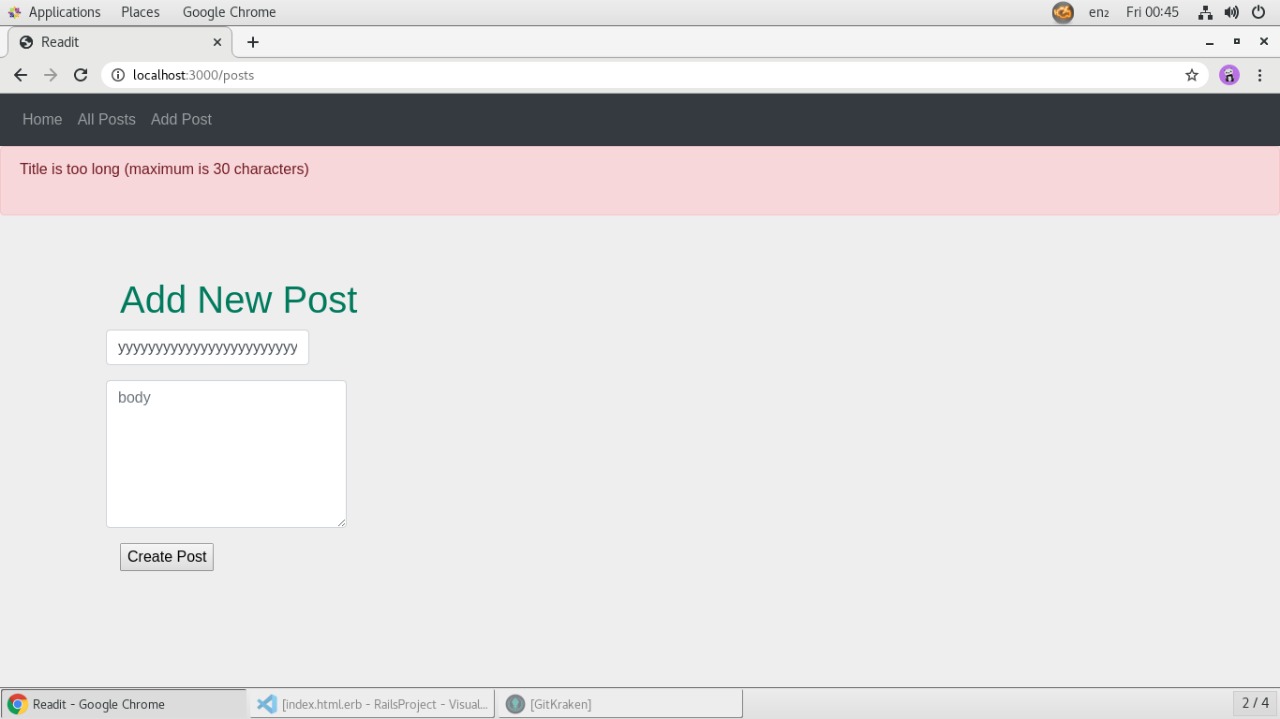 Applications Places Google Chrome en₂ Fri 00:45
Readit
localhost:3000/posts
Home All Posts Add Post
Title is too long (maximum is 30 characters)
Add New Post
yyyyyyyyyyyyyyyyyyyyyyyy
body
Create Post
Readit - Google Chrome [index.html.erb - RailsProject - Visual... [GitKraken] 2 / 4